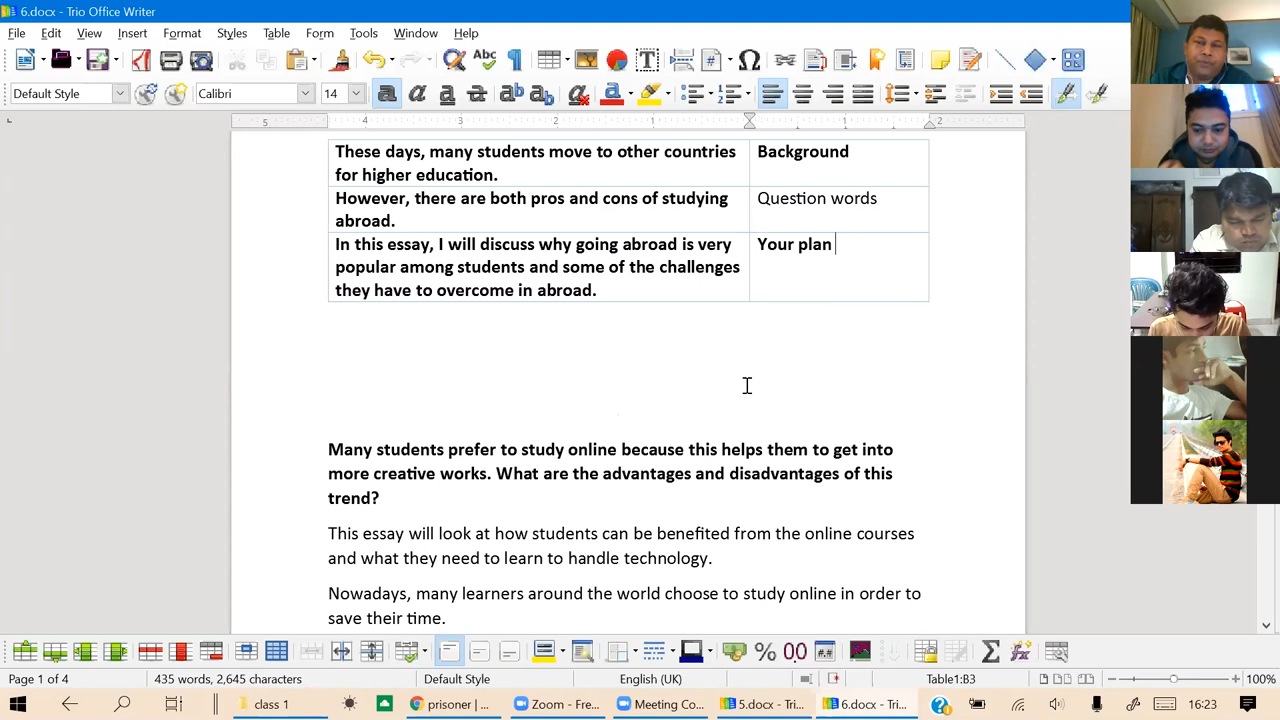 6.docx - Trio Office Writer
File Edit View Insert Format Styles Table Form Tools Window Help
Default Style Calibri 14
5 4 3 2 1 1 2
These days, many students move to other countries for higher education. Background
However, there are both pros and cons of studying abroad. Question words
In this essay, I will discuss why going abroad is very popular among students and some of the challenges they have to overcome in abroad. Your plan
Many students prefer to study online because this helps them to get into
more creative works. What are the advantages and disadvantages of this
trend?
This essay will look at how students can be benefited from the online courses
and what they need to learn to handle technology.
Nowadays, many learners around the world choose to study online in order to
save their time.
Page 1 of 4 435 words, 2,645 characters Default Style English (UK) Table1:B3 100%
class 1 prisoner | ... Zoom - Fre... Meeting Co... 5.docx - Tri... 6.docx - Tri... 16:23